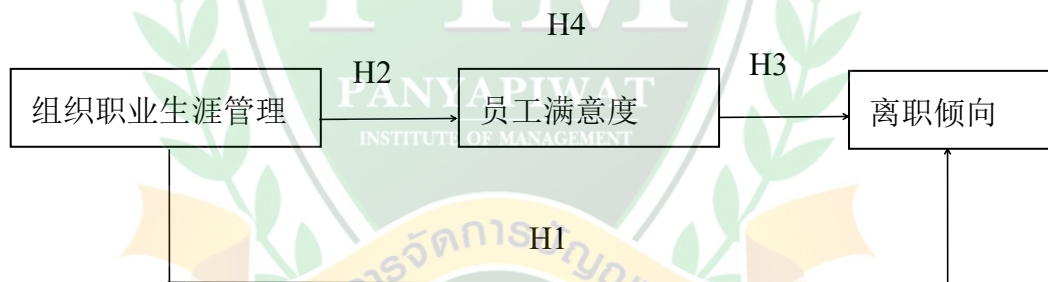 H4
H2
H3
组织职业生涯管理
员工满意度
离职倾向
PANYAPIWAT
INSTITUTE OF MANAGEMENT
H1